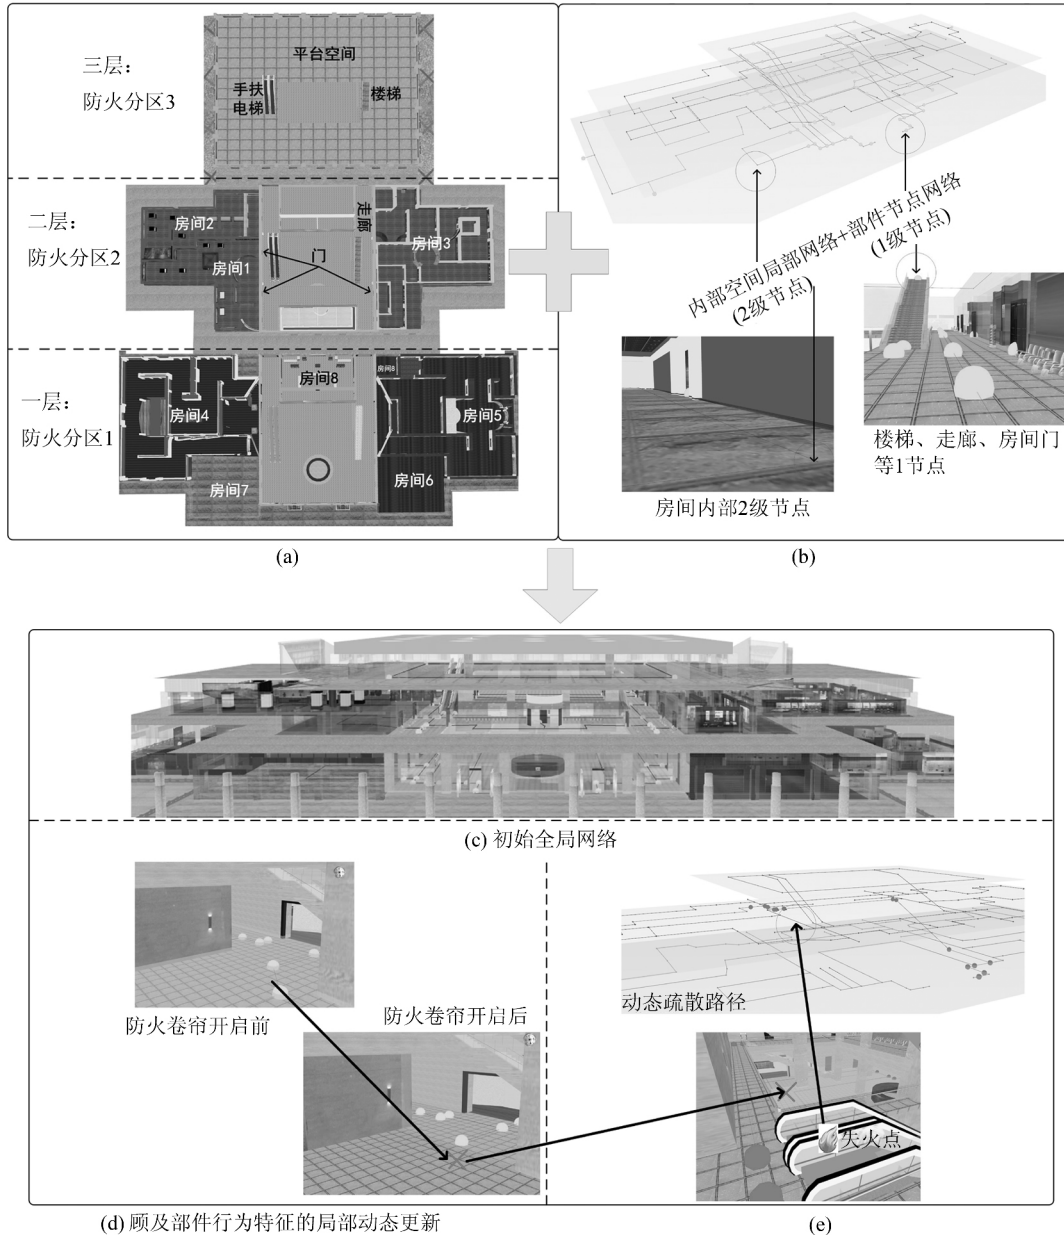 三层：
防火分区3
平台空间
手扶
电梯
楼梯
二层：
防火分区2
房间2
房间1
走廊
门
房间3
一层：
防火分区1
房间8
房间8
房间4
房间5
房间7
房间6
(a)
内部空间局部网络+部件节点网络
(2级节点)
(1级节点)
房间内部2级节点
楼梯、走廊、房间门
等1节点
(b)
(c) 初始全局网络
防火卷帘开启前
防火卷帘开启后
动态疏散路径
失火点
(d) 顾及部件行为特征的局部动态更新
(e)